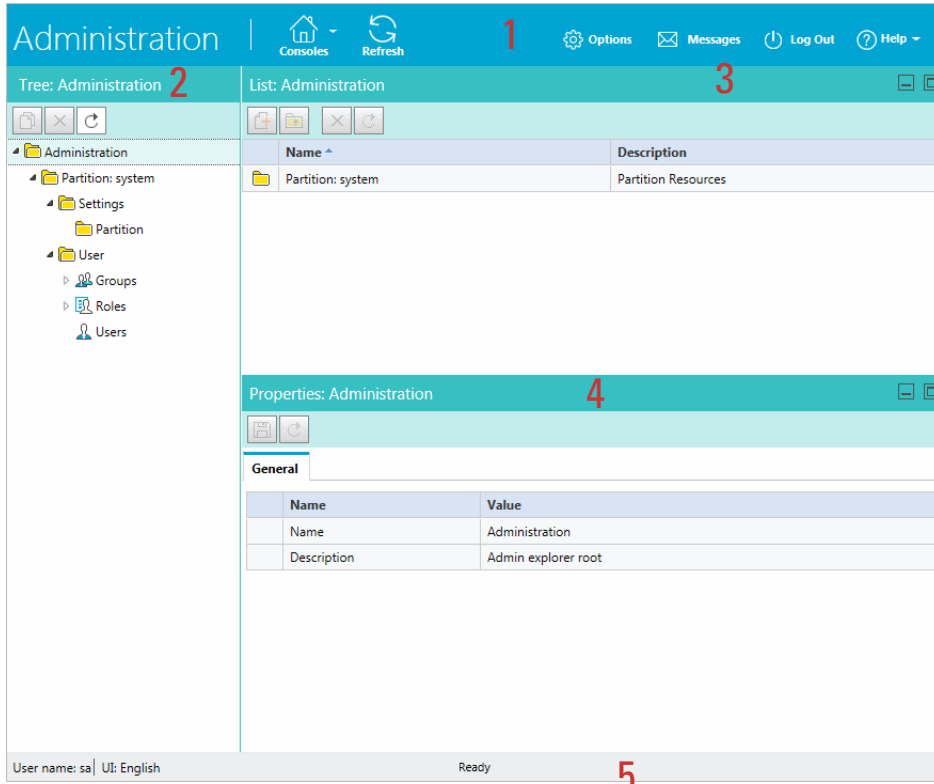 Administration
Consoles
Refresh
1
Options
Messages
Log Out
? Help
Tree: Administration 2
Administration
Partition: system
Settings
Partition
User
Groups
Roles
Users
List: Administration
3
Name Description
Partition: system Partition Resources
Properties: Administration
4
General
Name Value
Name Administration
Description Admin explorer root
User name: sa UI: English
Ready
5